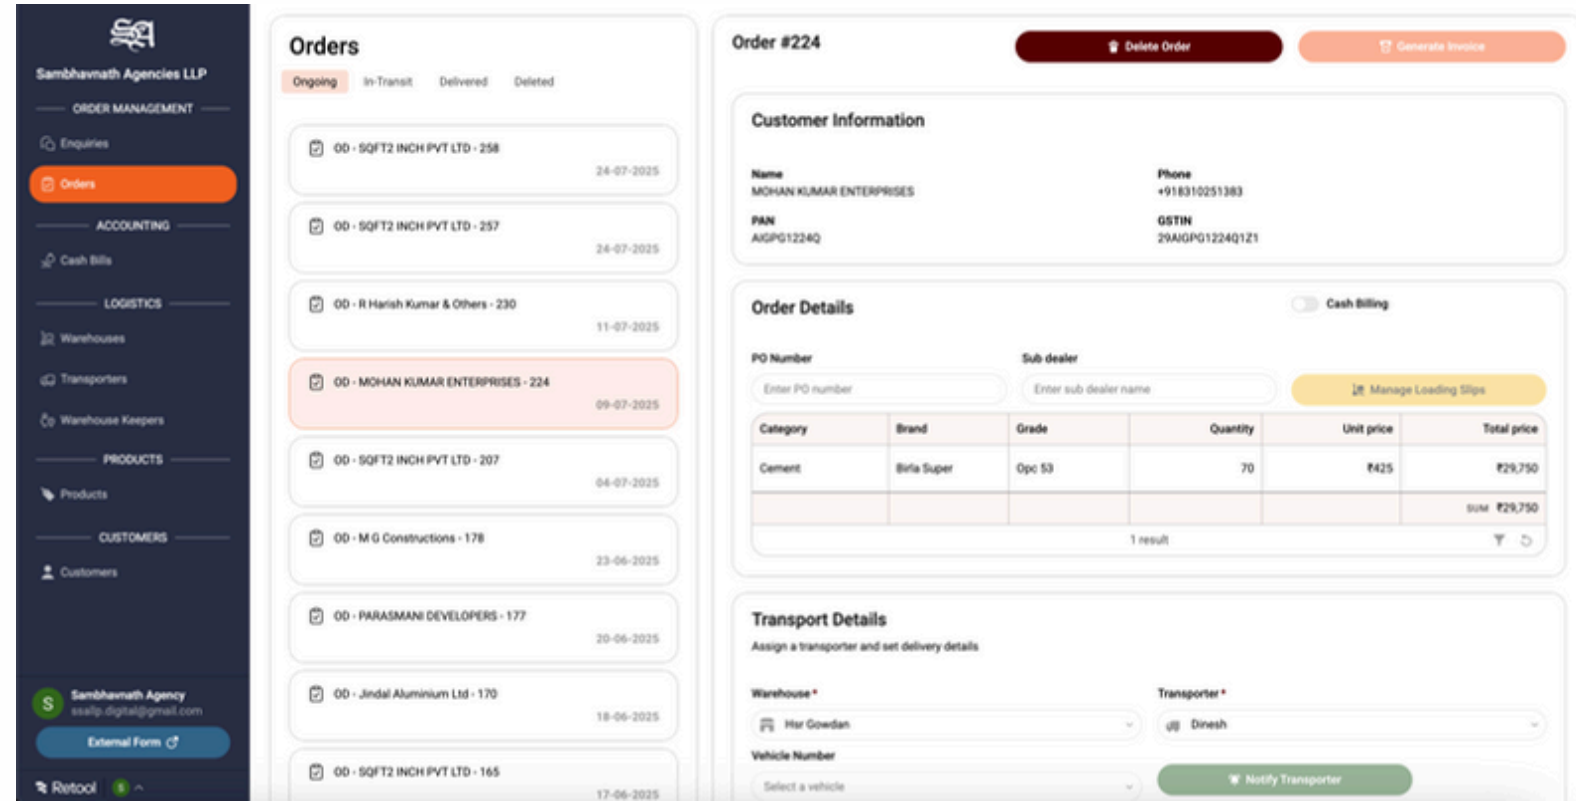 Sambhavnath Agencies LLP
ORDER MANAGEMENT
Enquiries
Orders
ACCOUNTING
Cash Bills
LOGISTICS
Warehouses
Transporters
Warehouse Keepers
PRODUCTS
Products
CUSTOMERS
Customers
S
Sambhavnath Agency
ssallp.digital@gmail.com
External Form
Retool
S
Orders
Ongoing In-Transit Delivered Deleted
OD - SQFT2 INCH PVT LTD - 258
24-07-2025
OD - SQFT2 INCH PVT LTD - 257
24-07-2025
OD - R Harish Kumar & Others - 230
11-07-2025
OD - MOHAN KUMAR ENTERPRISES - 224
09-07-2025
OD - SQFT2 INCH PVT LTD - 207
04-07-2025
OD - M G Constructions - 178
23-06-2025
OD - PARASMANI DEVELOPERS - 177
20-06-2025
OD - Jindal Aluminium Ltd - 170
18-06-2025
OD - SQFT2 INCH PVT LTD - 165
17-06-2025
Order #224
Delete Order
Generate Invoice
Customer Information
Name Phone
MOHAN KUMAR ENTERPRISES +918310251383
PAN GSTIN
AIGPG1224Q 29AIGPG1224Q1Z1
Order Details
Cash Billing
PO Number Sub dealer
Enter PO number Enter sub dealer name Manage Loading Slips
Category Brand Grade Quantity Unit price Total price
Cement Birla Super Opc 53 70 ₹425 ₹29,750
SUM ₹29,750
1 result
Transport Details
Assign a transporter and set delivery details
Warehouse * Transporter *
Hsr Gowdan Dinesh
Vehicle Number
Select a vehicle Notify Transporter